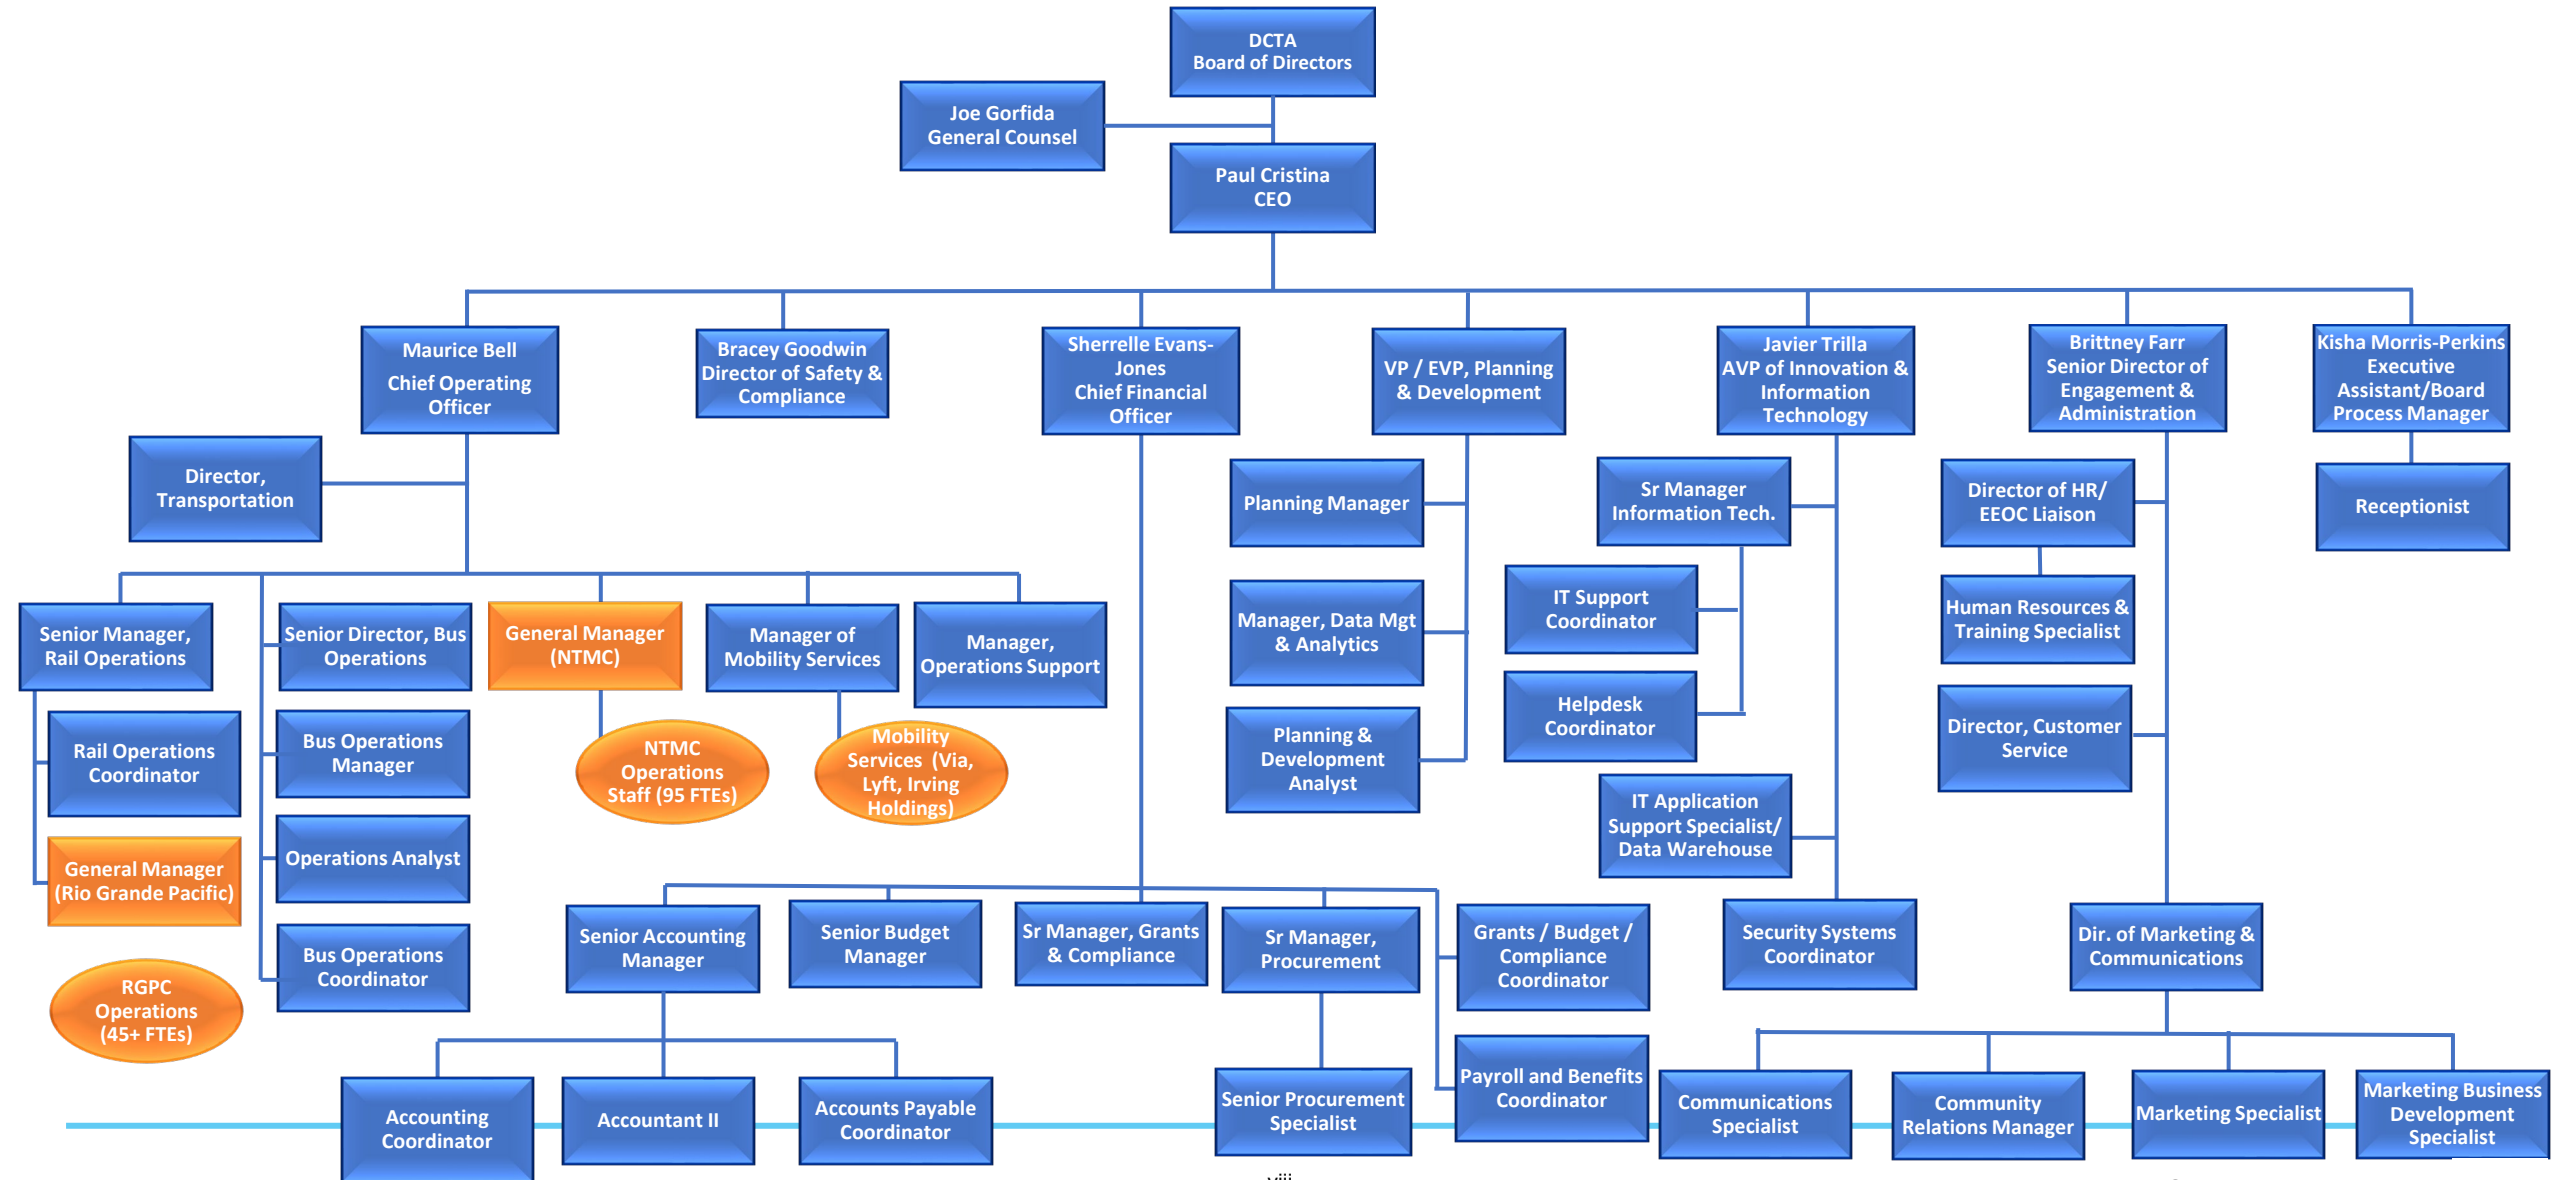 DCTA
Board of Directors
Joe Gorfida
General Counsel
Paul Cristina
CEO
Maurice Bell
Chief Operating
Officer
Bracey Goodwin
Director of Safety &
Compliance
Sherrelle Evans-
Jones
Chief Financial
Officer
VP / EVP, Planning
& Development
Javier Trilla
AVP of Innovation &
Information
Technology
Brittney Farr
Senior Director of
Engagement &
Administration
Kisha Morris-Perkins
Executive
Assistant/Board
Process Manager
Director,
Transportation
Planning Manager
Sr Manager
Information Tech.
Director of HR/
EEOC Liaison
Receptionist
Senior Manager,
Rail Operations
Senior Director, Bus
Operations
General Manager
(NTMC)
Manager of
Mobility Services
Manager,
Operations Support
Manager, Data Mgt
& Analytics
IT Support
Coordinator
Human Resources &
Training Specialist
Rail Operations
Coordinator
Bus Operations
Manager
NTMC
Operations
Staff (95 FTEs)
Mobility
Services (Via,
Lyft, Irving
Holdings)
Planning &
Development
Analyst
Helpdesk
Coordinator
Director, Customer
Service
General Manager
(Rio Grande Pacific)
Operations Analyst
IT Application
Support Specialist/
Data Warehouse
RGPC
Operations
(45+ FTEs)
Bus Operations
Coordinator
Senior Accounting
Manager
Senior Budget
Manager
Sr Manager, Grants
& Compliance
Sr Manager,
Procurement
Grants / Budget /
Compliance
Coordinator
Security Systems
Coordinator
Dir. of Marketing &
Communications
Accounting
Coordinator
Accountant II
Accounts Payable
Coordinator
Senior Procurement
Specialist
Payroll and Benefits
Coordinator
Communications
Specialist
Community
Relations Manager
Marketing Specialist
Marketing Business
Development
Specialist
viii